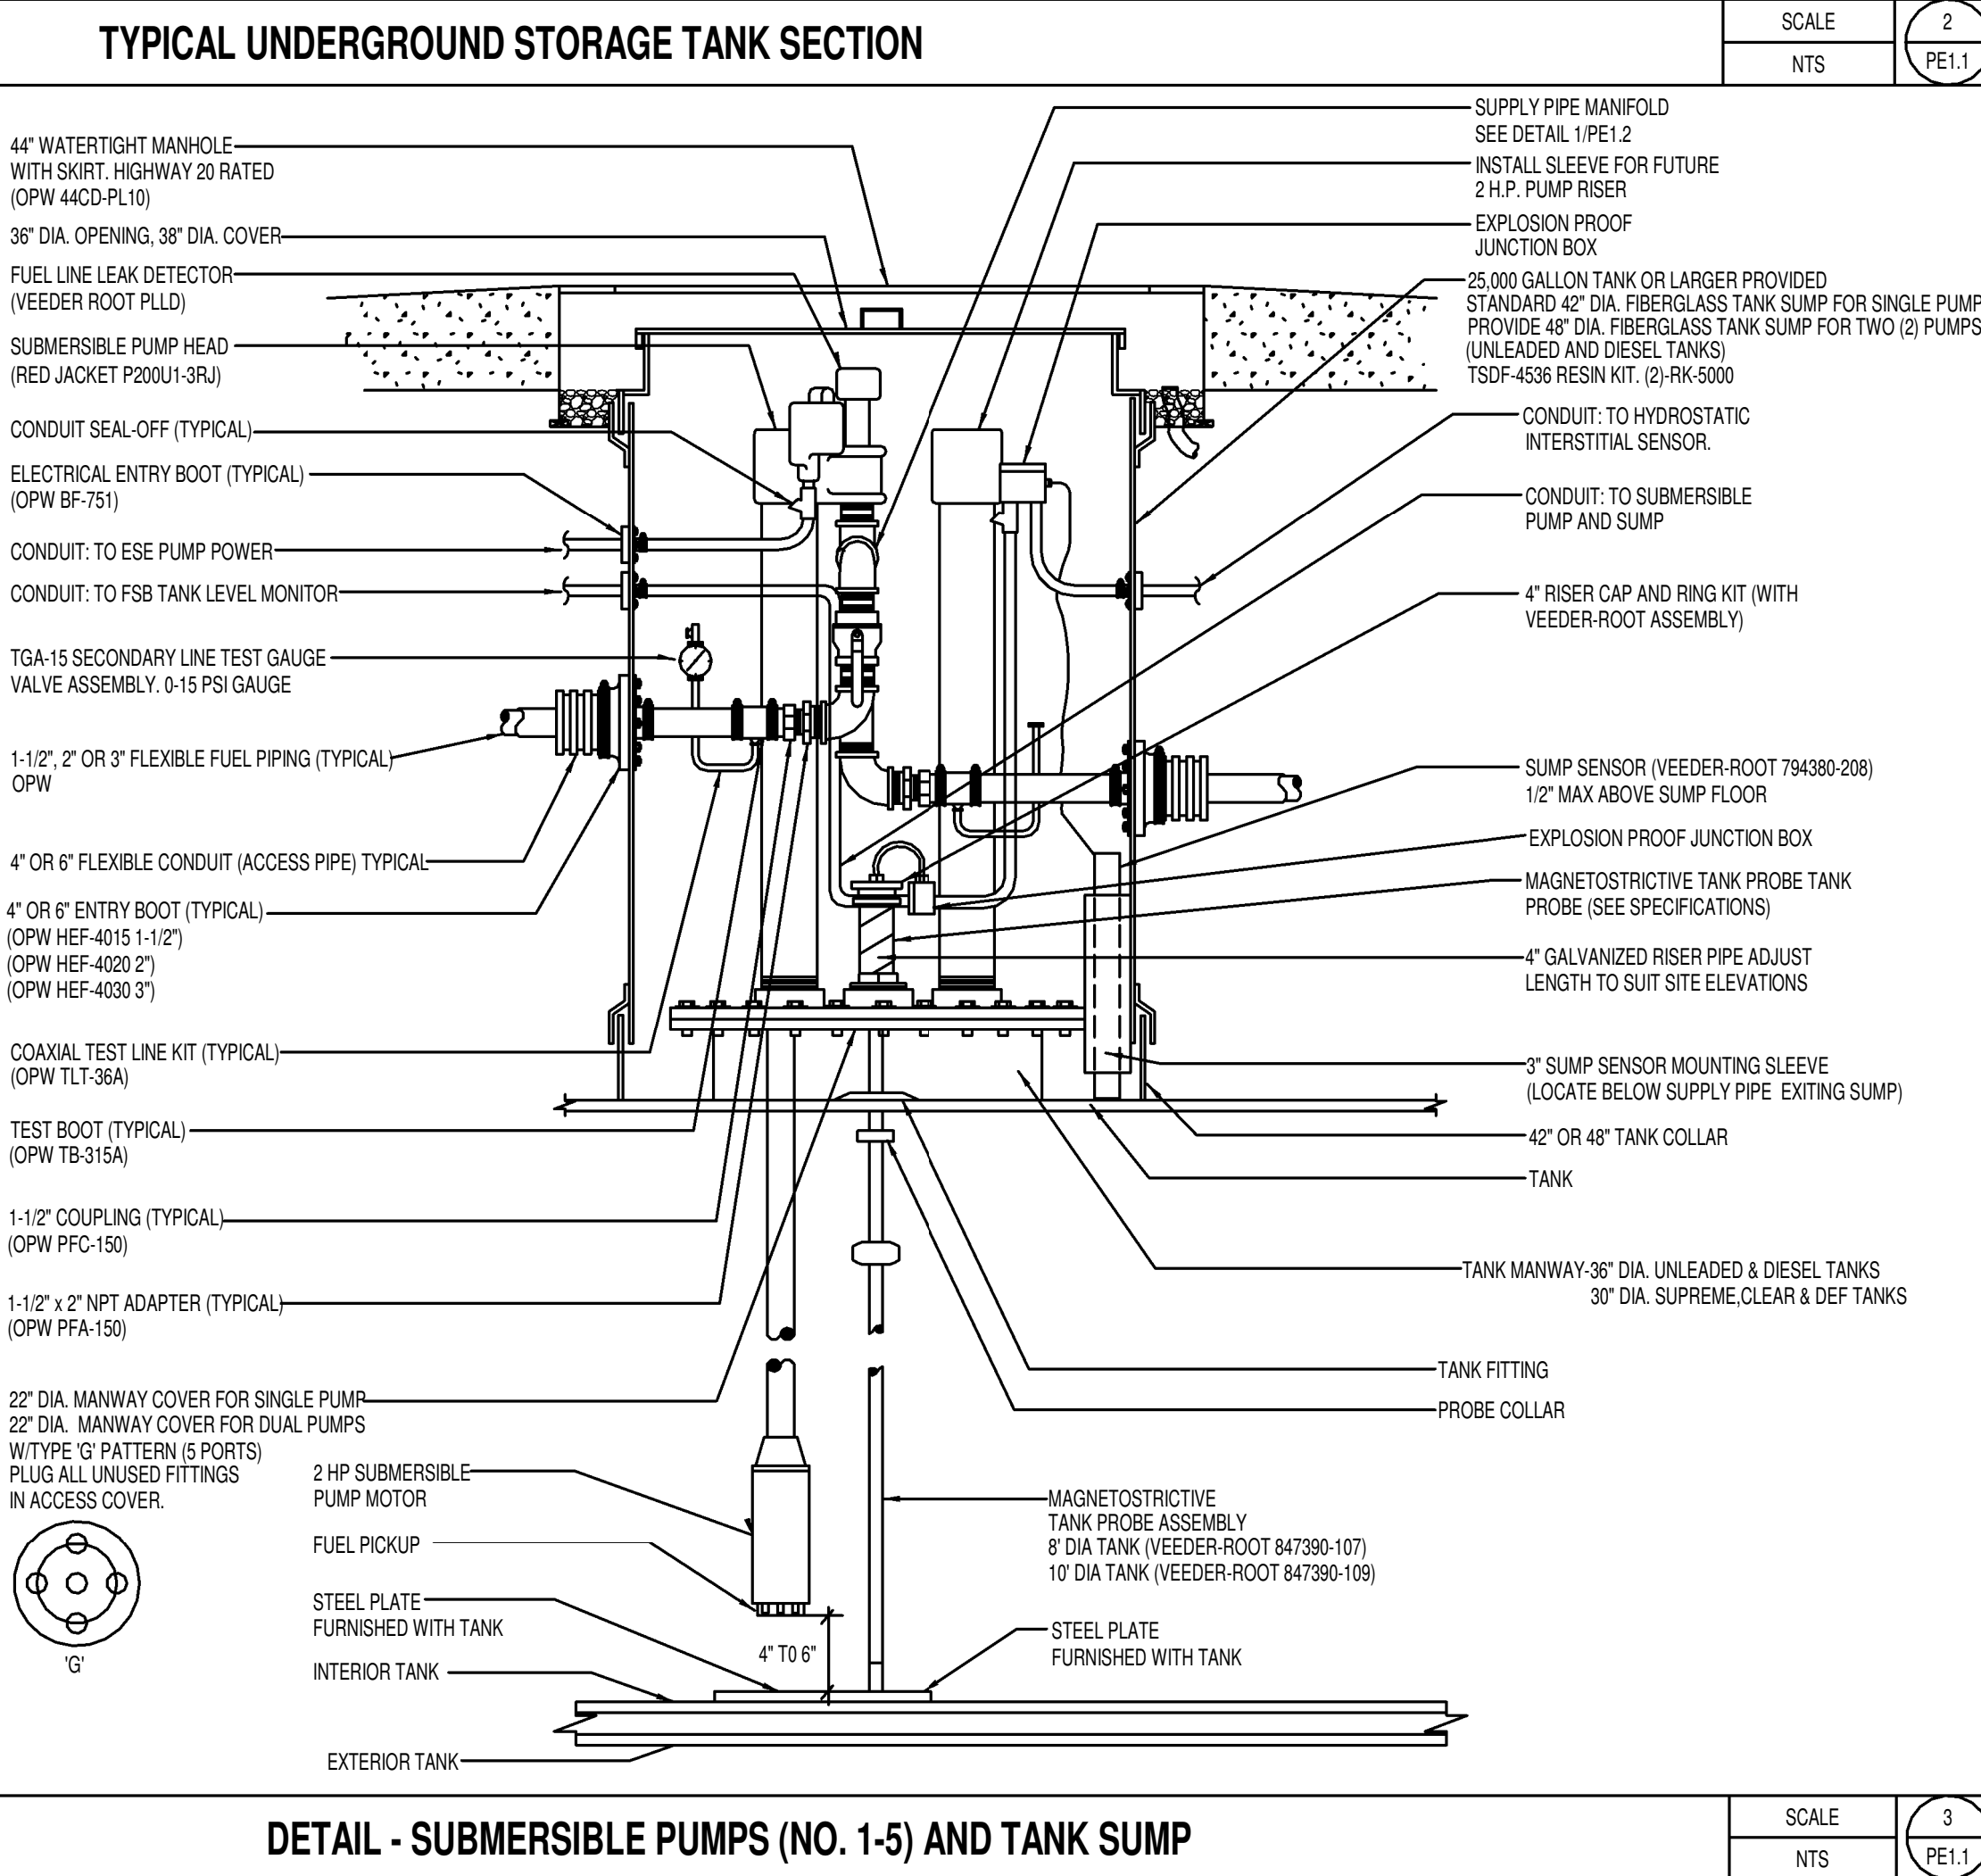 TYPICAL UNDERGROUND STORAGE TANK SECTION
SCALE
NTS
2
PE1.1
44" WATERTIGHT MANHOLE
WITH SKIRT. HIGHWAY 20 RATED
(OPW 44CD-PL10)
36" DIA. OPENING, 38" DIA. COVER
FUEL LINE LEAK DETECTOR
(VEEDER ROOT PLLD)
SUBMERSIBLE PUMP HEAD
(RED JACKET P200U1-3RJ)
CONDUIT SEAL-OFF (TYPICAL)
ELECTRICAL ENTRY BOOT (TYPICAL)
(OPW BF-751)
CONDUIT: TO ESE PUMP POWER
CONDUIT: TO FSB TANK LEVEL MONITOR
TGA-15 SECONDARY LINE TEST GAUGE
VALVE ASSEMBLY. 0-15 PSI GAUGE
1-1/2", 2" OR 3" FLEXIBLE FUEL PIPING (TYPICAL)
OPW
4" OR 6" FLEXIBLE CONDUIT (ACCESS PIPE) TYPICAL
4" OR 6" ENTRY BOOT (TYPICAL)
(OPW HEF-4015 1-1/2")
(OPW HEF-4020 2")
(OPW HEF-4030 3")
COAXIAL TEST LINE KIT (TYPICAL)
(OPW TLT-36A)
TEST BOOT (TYPICAL)
(OPW TB-315A)
1-1/2" COUPLING (TYPICAL)
(OPW PFC-150)
1-1/2" x 2" NPT ADAPTER (TYPICAL)
(OPW PFA-150)
22" DIA. MANWAY COVER FOR SINGLE PUMP
22" DIA. MANWAY COVER FOR DUAL PUMPS
W/TYPE 'G' PATTERN (5 PORTS)
PLUG ALL UNUSED FITTINGS
IN ACCESS COVER.
'G'
2 HP SUBMERSIBLE
PUMP MOTOR
FUEL PICKUP
STEEL PLATE
FURNISHED WITH TANK
INTERIOR TANK
EXTERIOR TANK
4" T0 6"
SUPPLY PIPE MANIFOLD
SEE DETAIL 1/PE1.2
INSTALL SLEEVE FOR FUTURE
2 H.P. PUMP RISER
EXPLOSION PROOF
JUNCTION BOX
25,000 GALLON TANK OR LARGER PROVIDED
STANDARD 42" DIA. FIBERGLASS TANK SUMP FOR SINGLE PUMP
PROVIDE 48" DIA. FIBERGLASS TANK SUMP FOR TWO (2) PUMPS
(UNLEADED AND DIESEL TANKS)
TSDF-4536 RESIN KIT. (2)-RK-5000
CONDUIT: TO HYDROSTATIC
INTERSTITIAL SENSOR.
CONDUIT: TO SUBMERSIBLE
PUMP AND SUMP
4" RISER CAP AND RING KIT (WITH
VEEDER-ROOT ASSEMBLY)
SUMP SENSOR (VEEDER-ROOT 794380-208)
1/2" MAX ABOVE SUMP FLOOR
EXPLOSION PROOF JUNCTION BOX
MAGNETOSTRICTIVE TANK PROBE TANK
PROBE (SEE SPECIFICATIONS)
4" GALVANIZED RISER PIPE ADJUST
LENGTH TO SUIT SITE ELEVATIONS
3" SUMP SENSOR MOUNTING SLEEVE
(LOCATE BELOW SUPPLY PIPE EXITING SUMP)
42" OR 48" TANK COLLAR
TANK
TANK MANWAY-36" DIA. UNLEADED & DIESEL TANKS
30" DIA. SUPREME,CLEAR & DEF TANKS
TANK FITTING
PROBE COLLAR
MAGNETOSTRICTIVE
TANK PROBE ASSEMBLY
8' DIA TANK (VEEDER-ROOT 847390-107)
10' DIA TANK (VEEDER-ROOT 847390-109)
STEEL PLATE
FURNISHED WITH TANK
DETAIL - SUBMERSIBLE PUMPS (NO. 1-5) AND TANK SUMP
SCALE
NTS
3
PE1.1